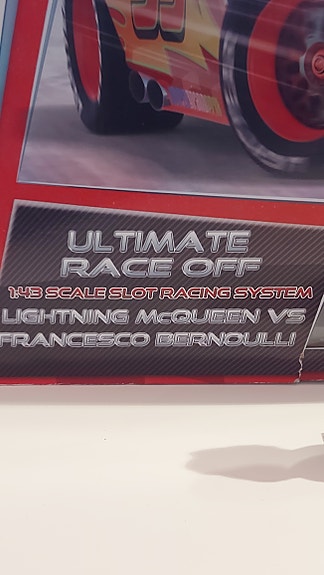 ULTIMATE
RACE OFF
1:43 SCALE SLOT RACING SYSTEM
LIGHTNING McQUEEN VS
FRANCESCO BERNOULLI